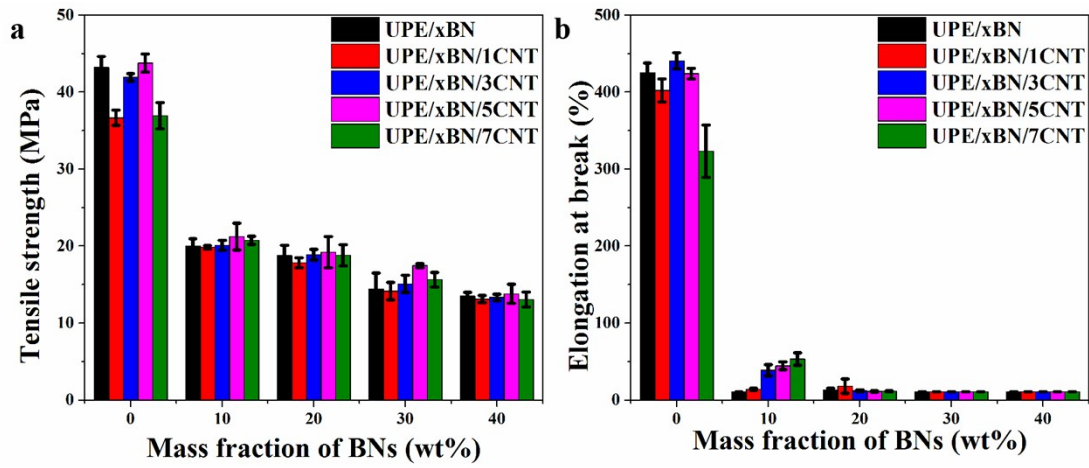 a
50
40
30
20
10
0
Tensile strength (MPa)
UPE/xBN
UPE/xBN/1CNT
UPE/xBN/3CNT
UPE/xBN/5CNT
UPE/xBN/7CNT
0 10 20 30 40
Mass fraction of BNs (wt%)
b
500
400
300
200
100
0
Elongation at break (%)
UPE/xBN
UPE/xBN/1CNT
UPE/xBN/3CNT
UPE/xBN/5CNT
UPE/xBN/7CNT
0 10 20 30 40
Mass fraction of BNs (wt%)